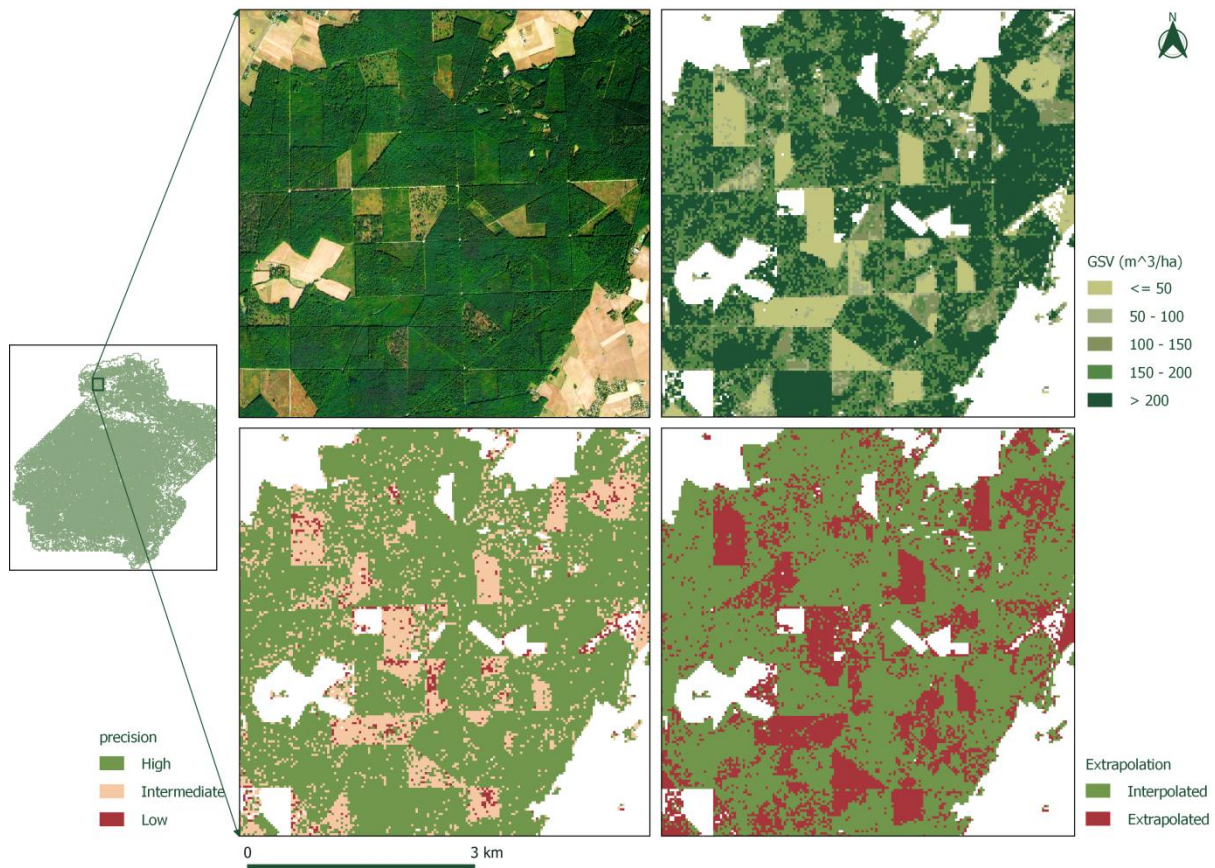 N
GSV (m^3/ha)
<= 50
50 - 100
100 - 150
150 - 200
> 200
precision
High
Intermediate
Low
Extrapolation
Interpolated
Extrapolated
0 3 km